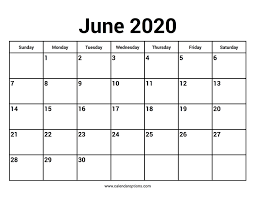 June 2020
Sunday Monday Tuesday Wednesday Thursday Friday Saturday
1 2 3 4 5 6
7 8 9 10 11 12 13
14 15 16 17 18 19 20
21 22 23 24 25 26 27
28 29 30
www.calendaroptions.com